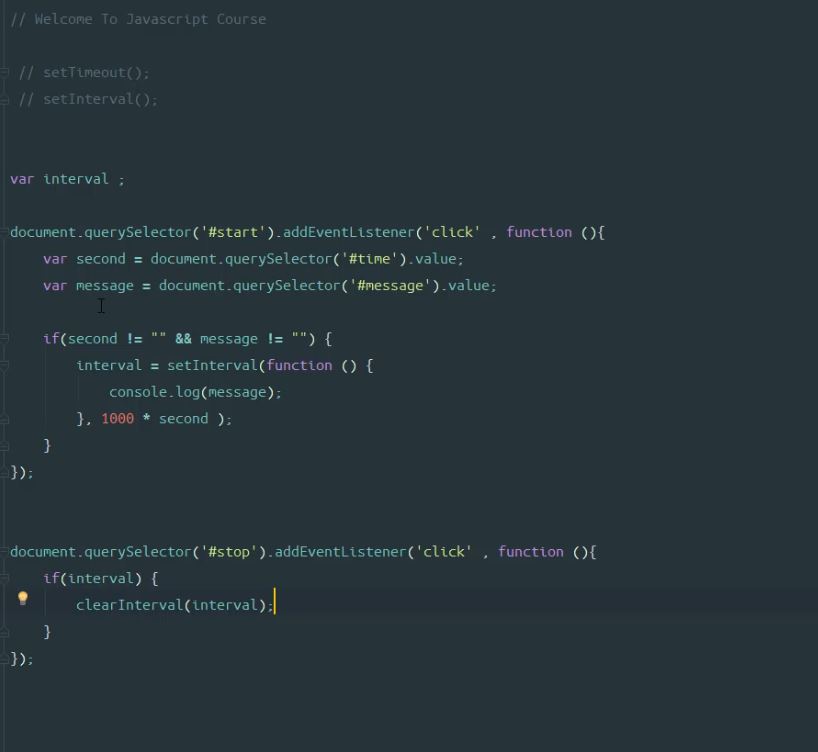 // Welcome To Javascript Course
// setTimeout();
// setInterval();
var interval ;
document.querySelector('#start').addEventListener('click' , function (){
var second = document.querySelector('#time').value;
var message = document.querySelector('#message').value;
if(second != "" && message != "") {
interval = setInterval(function () {
console.log(message);
}, 1000 * second );
}
});
document.querySelector('#stop').addEventListener('click' , function (){
if(interval) {
clearInterval(interval);
}
});